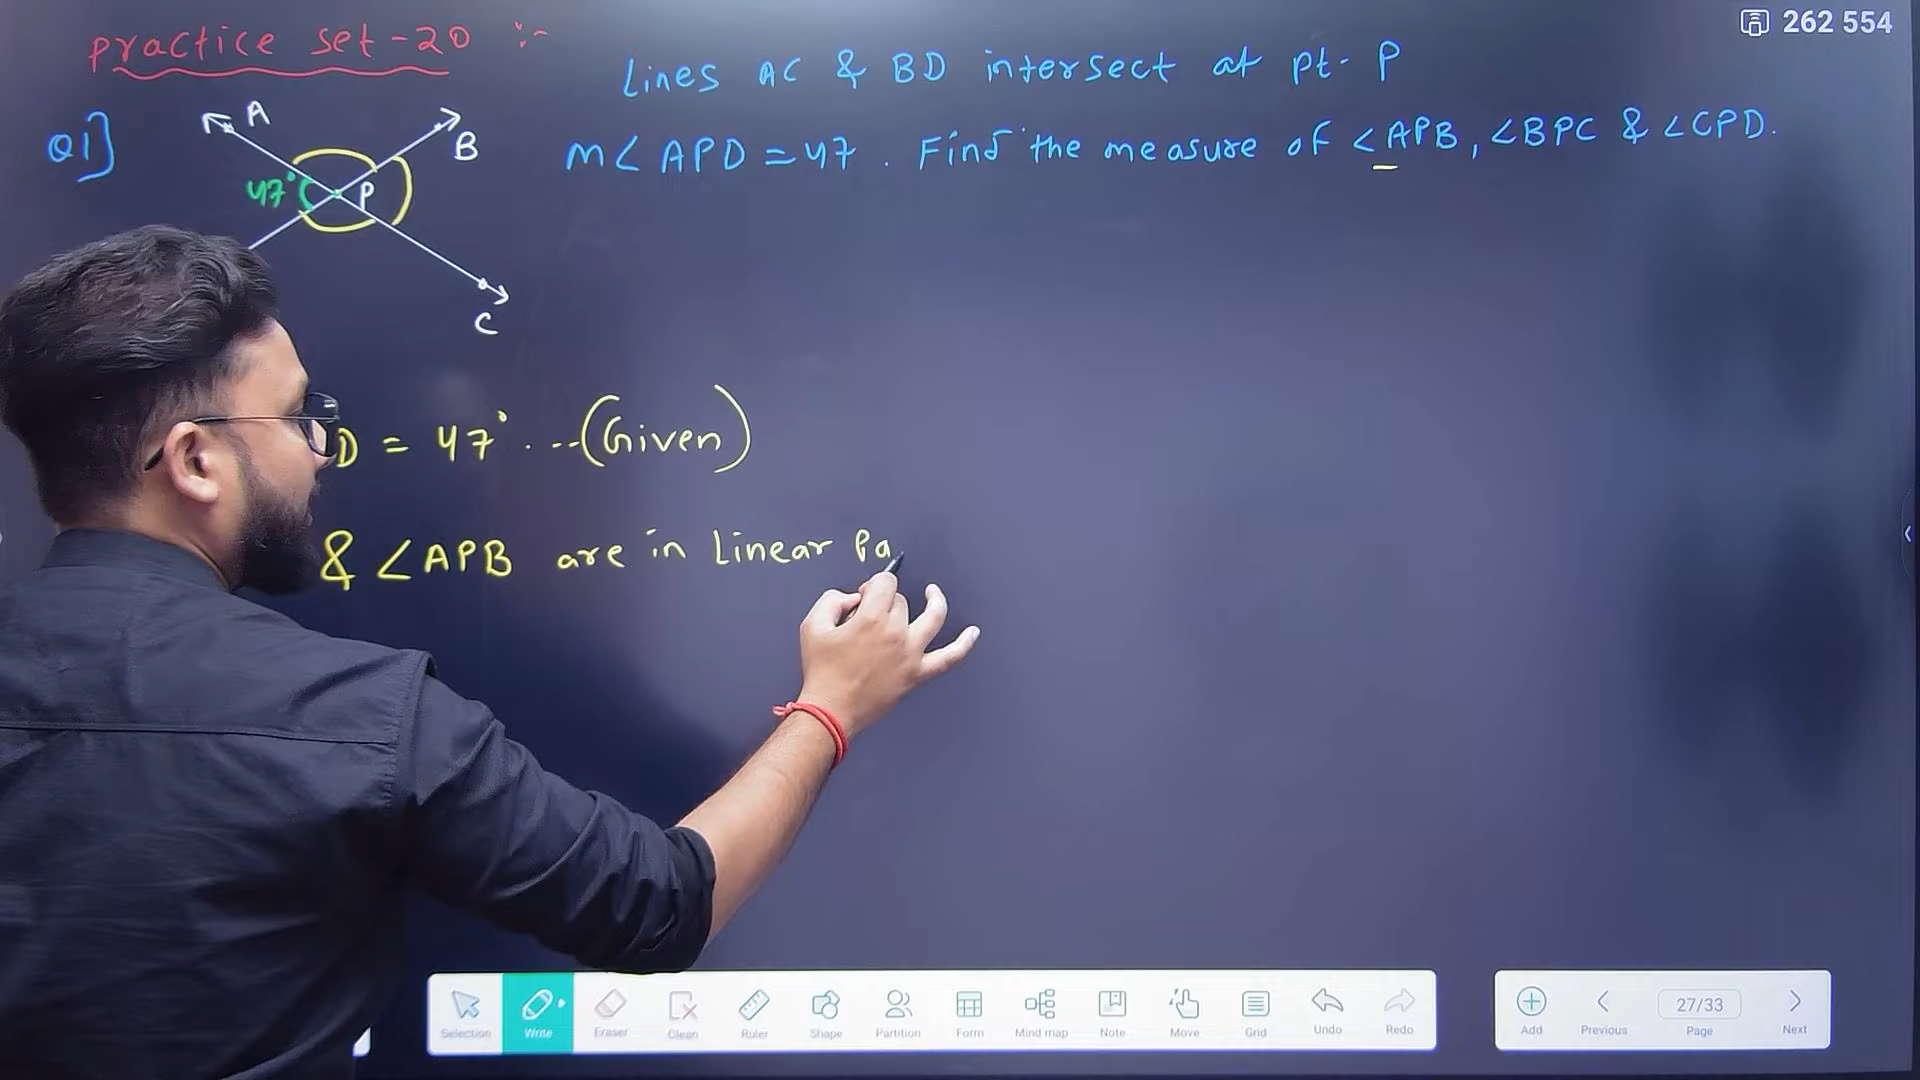 262 554
Practice set-20 :-
Lines AC & BD intersect at pt- P
Q1]
m∠APD = 47 . Find the measure of ∠APB, ∠BPC & ∠CPD.
A
B
47°
P
C
D = 47° . --(Given)
& ∠APB are in Linear Pa
Selection Write Eraser Clean Ruler Shape Partition Form Mind map Note Move Grid Undo Redo
Add Previous 27/33 Page Next